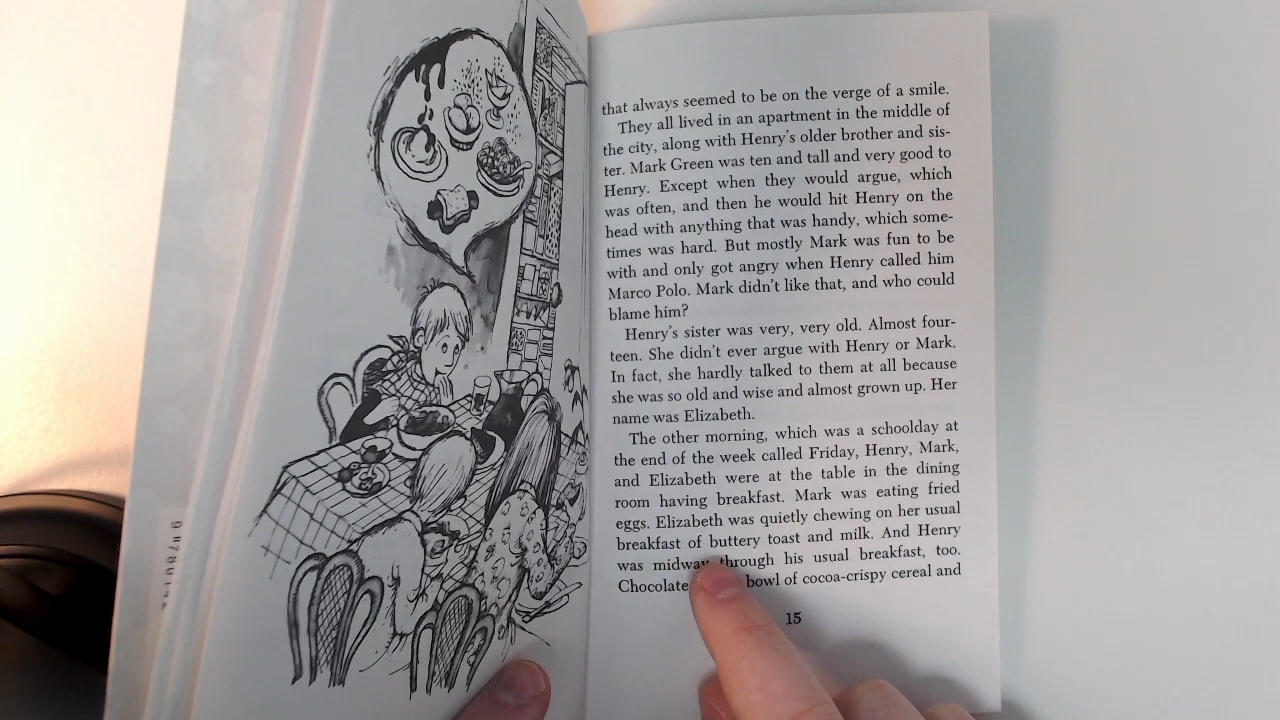 that always seemed to be on the verge of a smile.
They all lived in an apartment in the middle of
the city, along with Henry's older brother and sis-
ter. Mark Green was ten and tall and very good to
Henry. Except when they would argue, which
was often, and then he would hit Henry on the
head with anything that was handy, which some-
times was hard. But mostly Mark was fun to be
with and only got angry when Henry called him
Marco Polo. Mark didn't like that, and who could
blame him?
Henry's sister was very, very old. Almost four-
teen. She didn't ever argue with Henry or Mark.
In fact, she hardly talked to them at all because
she was so old and wise and almost grown up. Her
name was Elizabeth.
The other morning, which was a schoolday at
the end of the week called Friday, Henry, Mark,
and Elizabeth were at the table in the dining
room having breakfast. Mark was eating fried
eggs. Elizabeth was quietly chewing on her usual
breakfast of buttery toast and milk. And Henry
was midway through his usual breakfast, too.
Chocolate bowl of cocoa-crispy cereal and
15